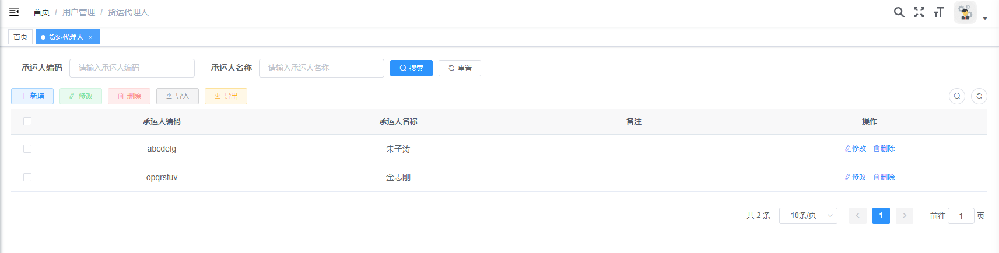 首页 / 用户管理 / 货运代理人
首页 货运代理人 ×
承运人编码 请输入承运人编码 承运人名称 请输入承运人名称 搜索 重置
新增 修改 删除 导入 导出
承运人编码 承运人名称 备注 操作
abcdefg 朱子涛 修改 删除
opqrstuv 金志刚 修改 删除
共 2 条 10条/页 1 前往 1 页